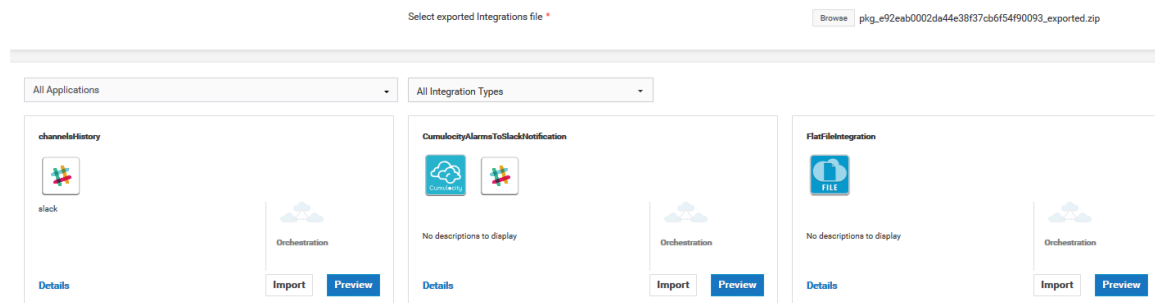 Select exported Integrations file *
Browse pkg_e92eab0002da44e38f37cb6f54f90093_exported.zip
All Applications
All Integration Types
channelsHistory
slack
Orchestration
Details
Import
Preview
CumulocityAlarmsToSlackNotification
Cumulocity
No descriptions to display
Orchestration
Details
Import
Preview
FlatFileIntegration
FILE
No descriptions to display
Orchestration
Details
Import
Preview